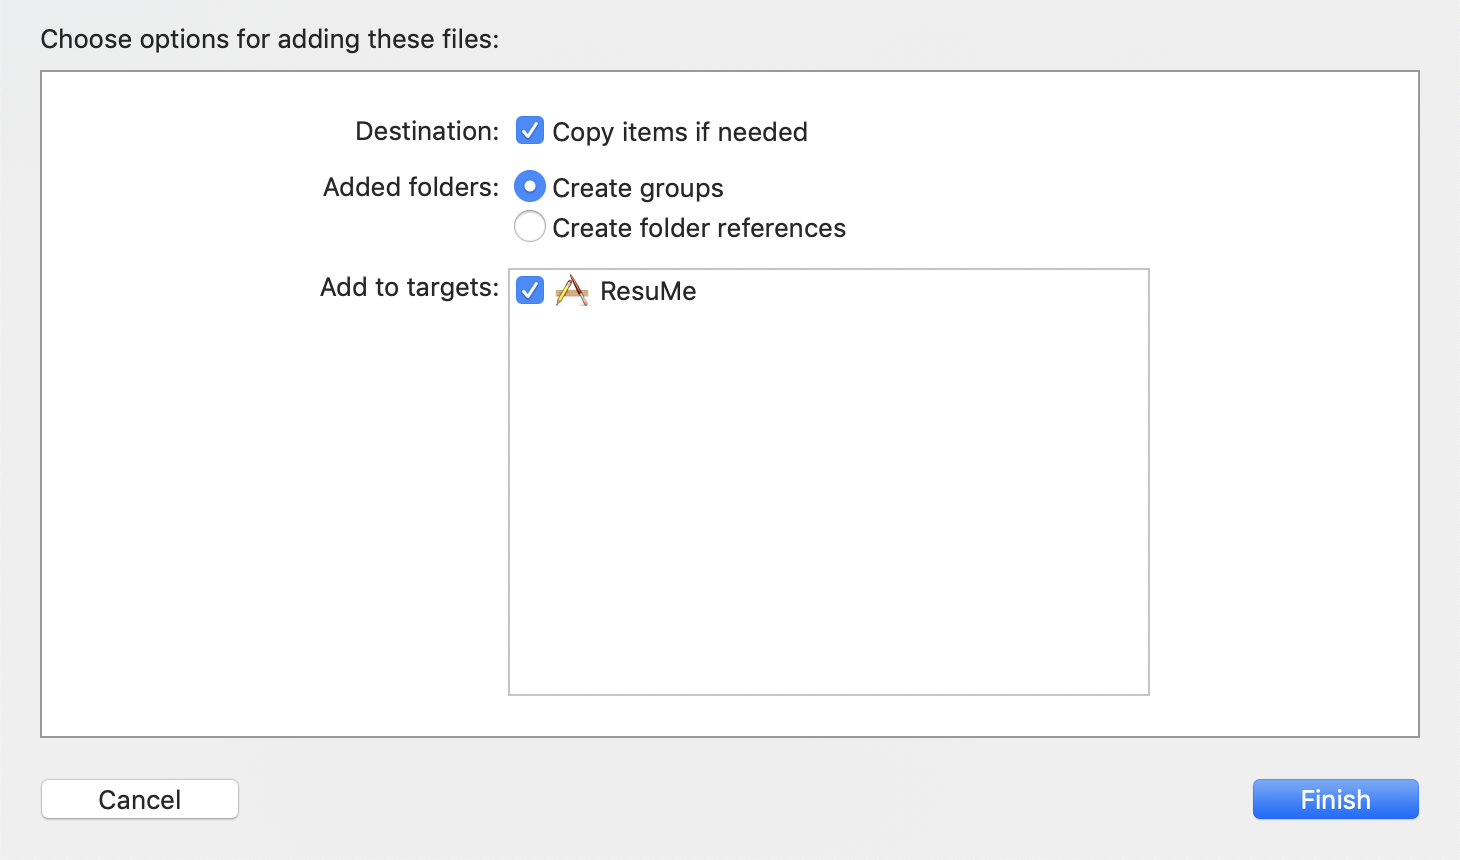 Choose options for adding these files:
Destination: Copy items if needed
Added folders: Create groups
Create folder references
Add to targets: ResuMe
Cancel Finish